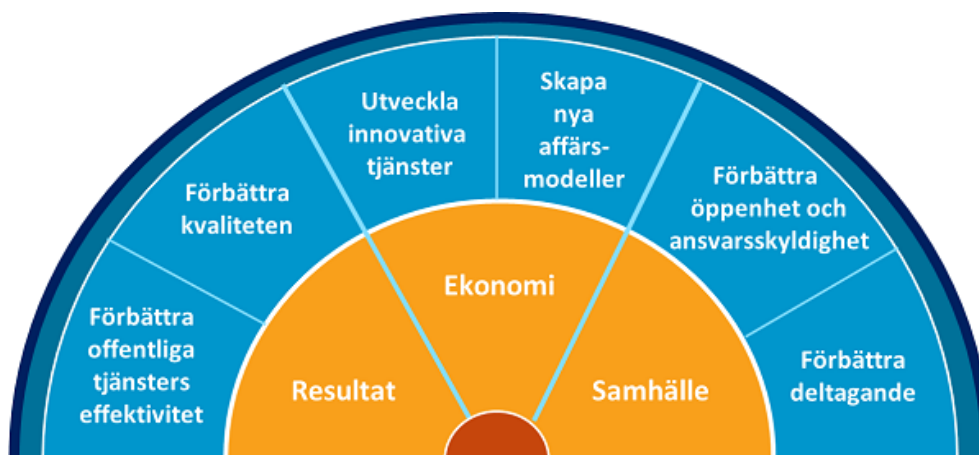 Förbättra
offentliga
tjänsters
effektivitet
Förbättra
kvaliteten
Utveckla
innovativa
tjänster
Skapa
nya
affärs-
modeller
Förbättra
öppenhet och
ansvarsskyldighet
Förbättra
deltagande
Resultat
Ekonomi
Samhälle